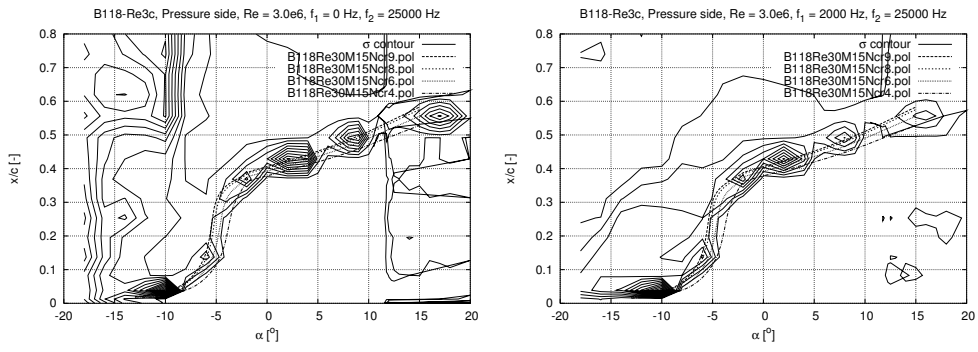 B118-Re3c, Pressure side, Re = 3.0e6, f₁ = 0 Hz, f₂ = 25000 Hz
0.8
0.7
0.6
0.5
0.4
0.3
0.2
0.1
0
x/c [-]
σ contour
B118Re30M15Ncr9.pol
B118Re30M15Ncr8.pol
B118Re30M15Ncr6.pol
B118Re30M15Ncr4.pol
-20 -15 -10 -5 0 5 10 15 20
α [°]
B118-Re3c, Pressure side, Re = 3.0e6, f₁ = 2000 Hz, f₂ = 25000 Hz
0.8
0.7
0.6
0.5
0.4
0.3
0.2
0.1
0
x/c [-]
σ contour
B118Re30M15Ncr9.pol
B118Re30M15Ncr8.pol
B118Re30M15Ncr6.pol
B118Re30M15Ncr4.pol
-20 -15 -10 -5 0 5 10 15 20
α [°]